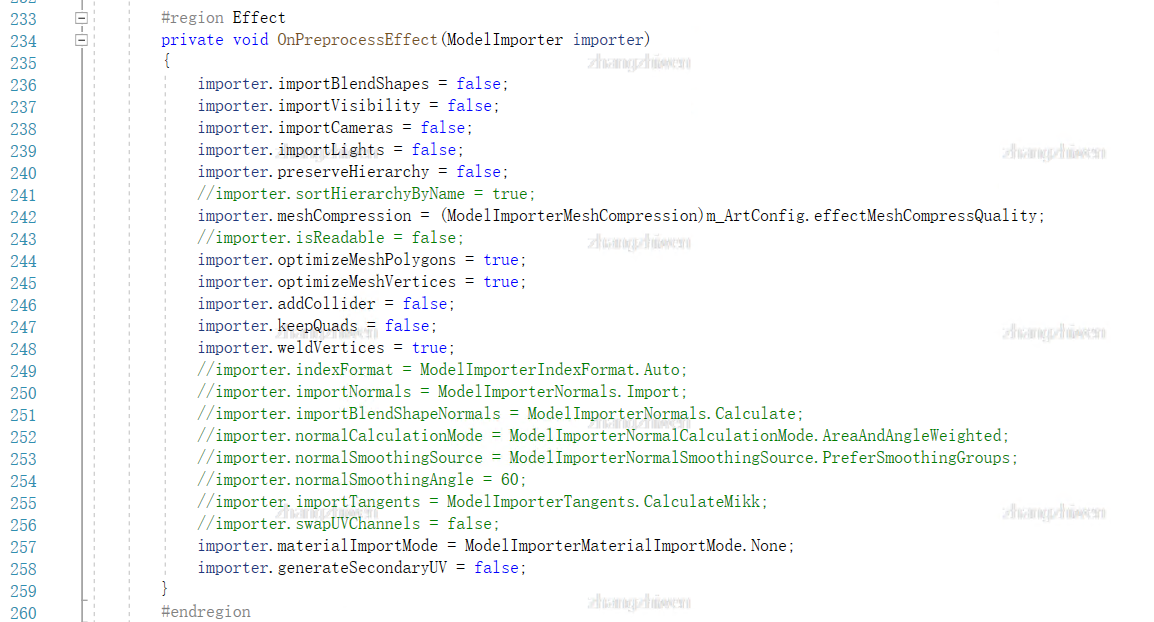 233 #region Effect
234 private void OnPreprocessEffect(ModelImporter importer)
235 {
236 importer.importBlendShapes = false;
237 importer.importVisibility = false;
238 importer.importCameras = false;
239 importer.importLights = false;
240 importer.preserveHierarchy = false;
241 //importer.sortHierarchyByName = true;
242 importer.meshCompression = (ModelImporterMeshCompression)m_ArtConfig.effectMeshCompressQuality;
243 //importer.isReadable = false;
244 importer.optimizeMeshPolygons = true;
245 importer.optimizeMeshVertices = true;
246 importer.addCollider = false;
247 importer.keepQuads = false;
248 importer.weldVertices = true;
249 //importer.indexFormat = ModelImporterIndexFormat.Auto;
250 //importer.importNormals = ModelImporterNormals.Import;
251 //importer.importBlendShapeNormals = ModelImporterNormals.Calculate;
252 //importer.normalCalculationMode = ModelImporterNormalCalculationMode.AreaAndAngleWeighted;
253 //importer.normalSmoothingSource = ModelImporterNormalSmoothingSource.PreferSmoothingGroups;
254 //importer.normalSmoothingAngle = 60;
255 //importer.importTangents = ModelImporterTangents.CalculateMikk;
256 //importer.swapUVChannels = false;
257 importer.materialImportMode = ModelImporterMaterialImportMode.None;
258 importer.generateSecondaryUV = false;
259 }
260 #endregion